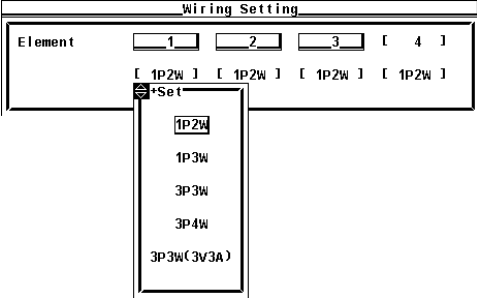 Wiring Setting
Element 1 2 3 [ 4 ]
[ 1P2W ] [ 1P2W ] [ 1P2W ] [ 1P2W ]
+Set
1P2W
1P3W
3P3W
3P4W
3P3W(3V3A)